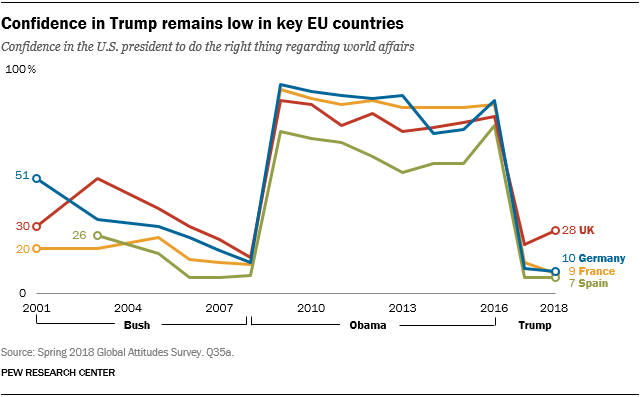 Confidence in Trump remains low in key EU countries
Confidence in the U.S. president to do the right thing regarding world affairs
100%
51
30
26
20
28 UK
10 Germany
9 France
7 Spain
0
2001 2004 2007 2010 2013 2016 2018
Bush Obama Trump
Source: Spring 2018 Global Attitudes Survey. Q35a.
PEW RESEARCH CENTER